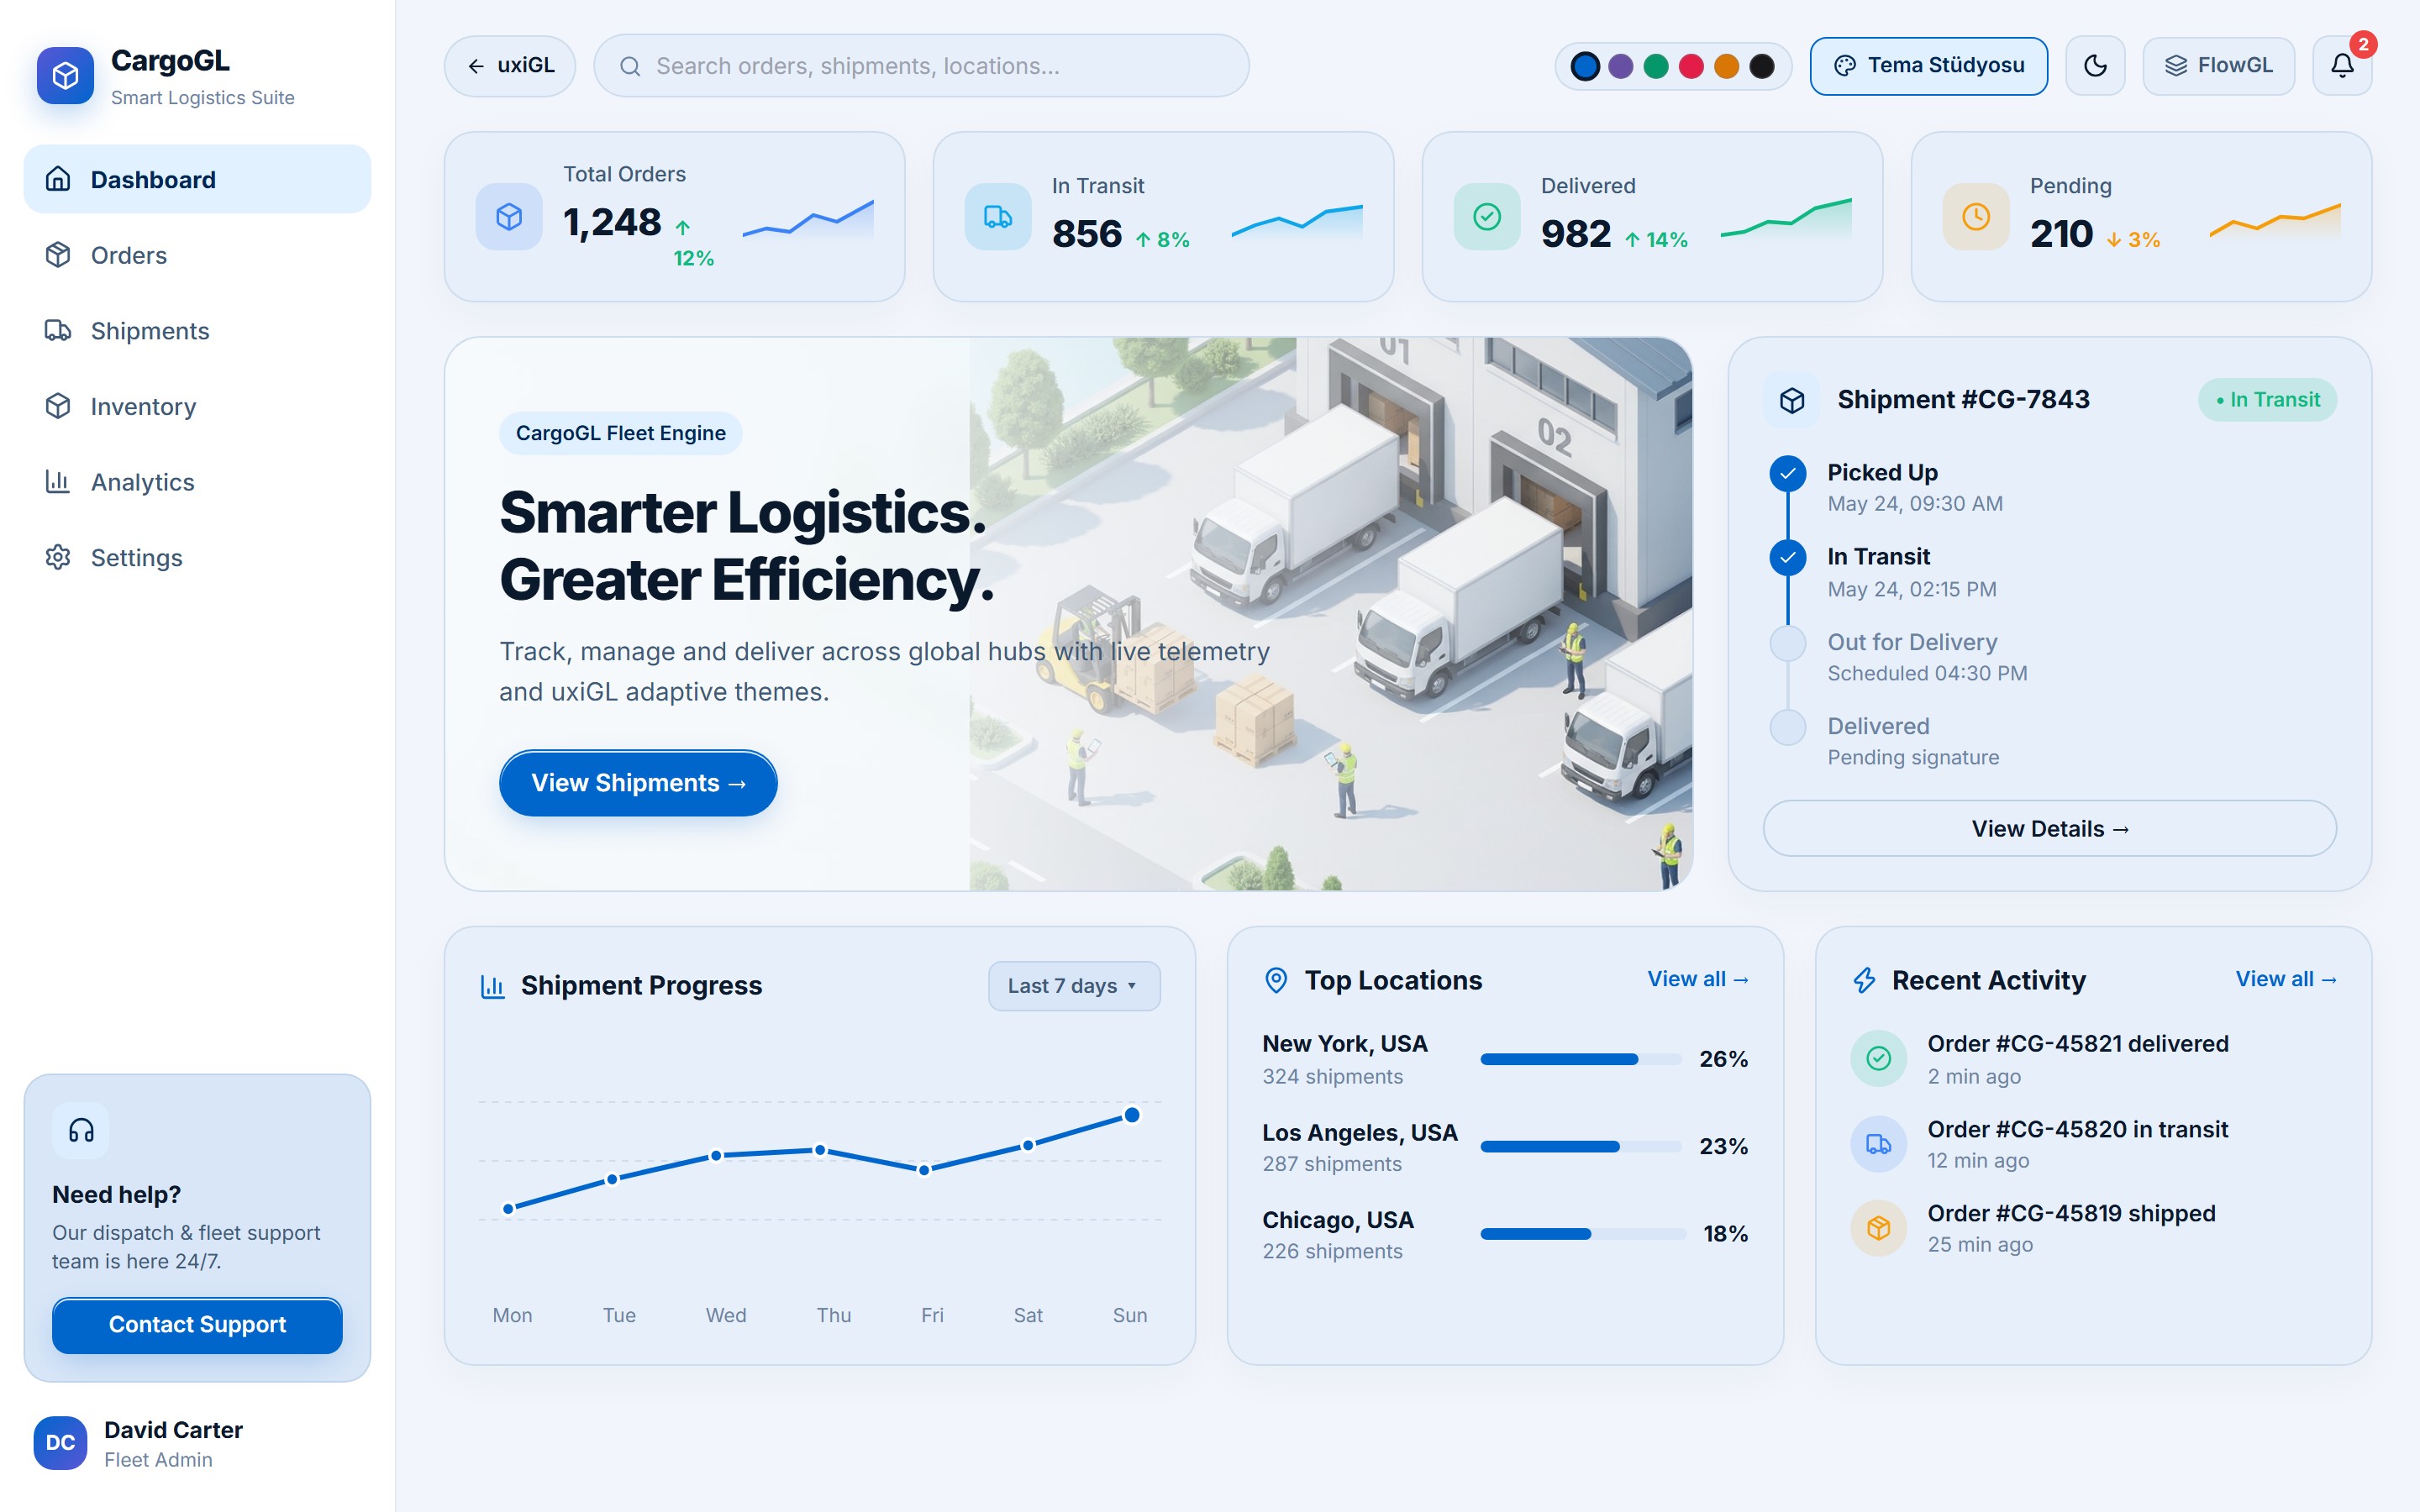 CargoGL
Smart Logistics Suite
Dashboard
Orders
Shipments
Inventory
Analytics
Settings
Need help?
Our dispatch & fleet support
team is here 24/7.
Contact Support
DC
David Carter
Fleet Admin
← uxiGL
Search orders, shipments, locations...
Tema Stüdyosu
FlowGL
2
Total Orders
1,248 ↑
12%
In Transit
856 ↑ 8%
Delivered
982 ↑ 14%
Pending
210 ↓ 3%
CargoGL Fleet Engine
Smarter Logistics.
Greater Efficiency.
Track, manage and deliver across global hubs with live telemetry
and uxiGL adaptive themes.
View Shipments →
01
02
Shipment #CG-7843
• In Transit
Picked Up
May 24, 09:30 AM
In Transit
May 24, 02:15 PM
Out for Delivery
Scheduled 04:30 PM
Delivered
Pending signature
View Details →
Shipment Progress
Last 7 days ▾
Mon Tue Wed Thu Fri Sat Sun
Top Locations
View all →
New York, USA
324 shipments
26%
Los Angeles, USA
287 shipments
23%
Chicago, USA
226 shipments
18%
Recent Activity
View all →
Order #CG-45821 delivered
2 min ago
Order #CG-45820 in transit
12 min ago
Order #CG-45819 shipped
25 min ago